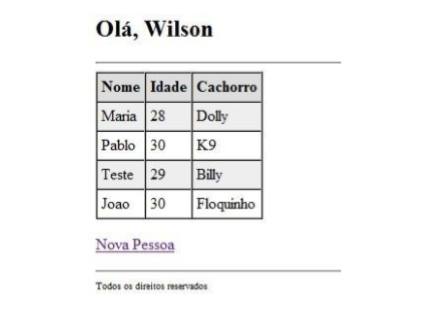 Olá, Wilson
Nome Idade Cachorro
Maria 28 Dolly
Pablo 30 K9
Teste 29 Billy
Joao 30 Floquinho
Nova Pessoa
Todos os direitos reservados